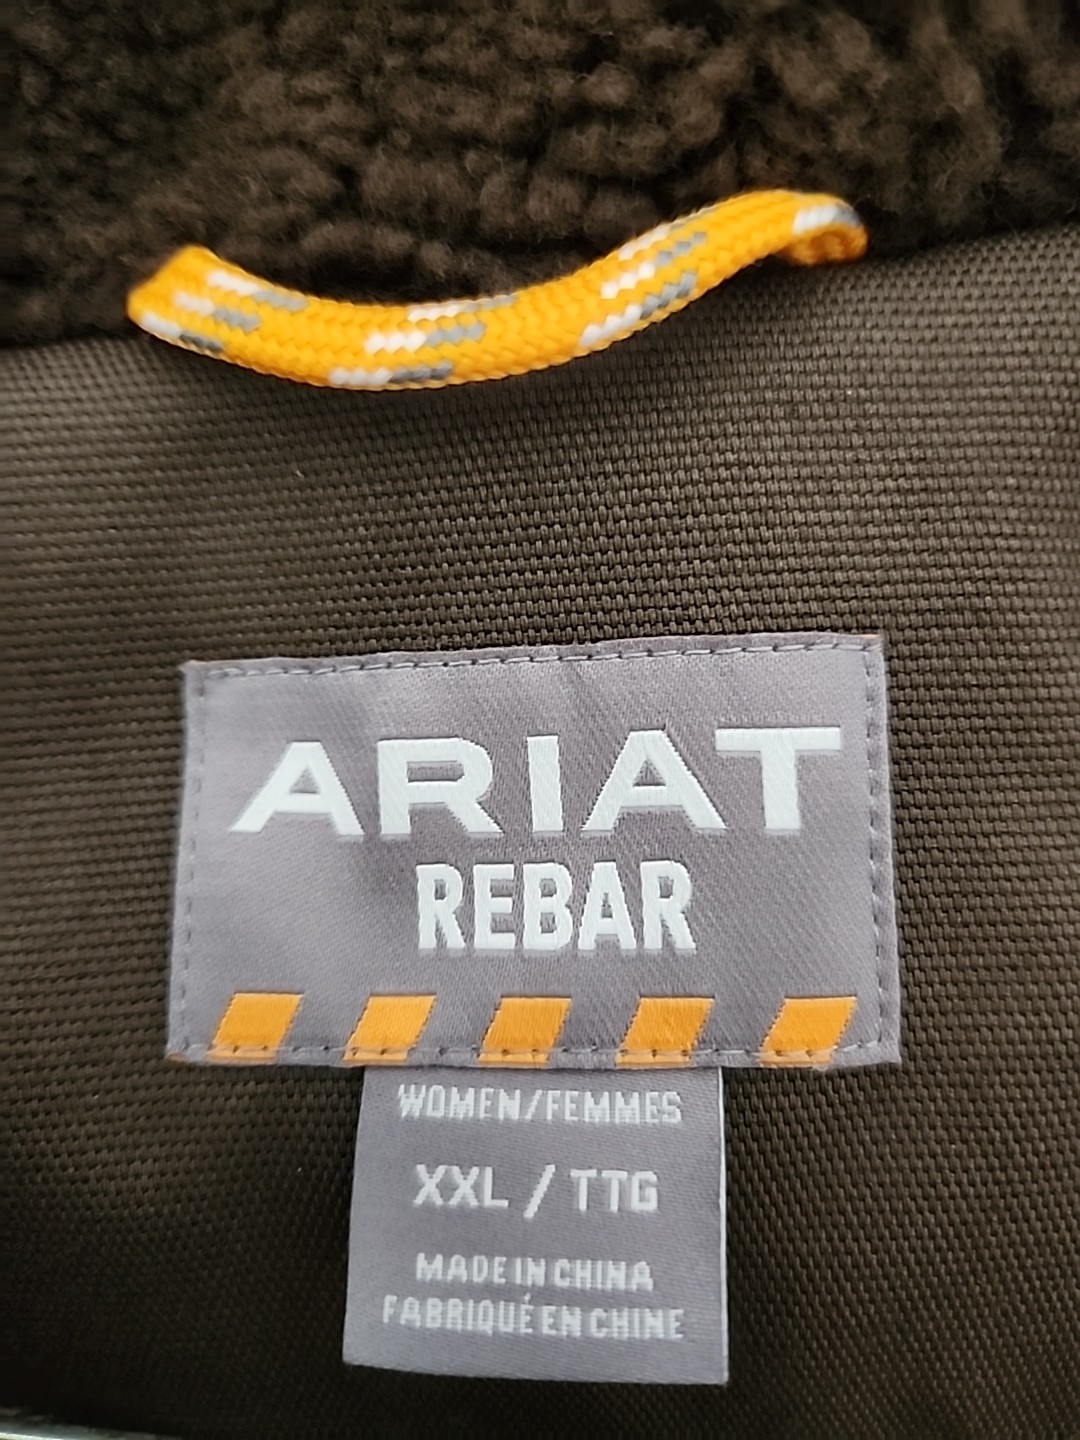 ARIAT
REBAR
WOMEN/FEMMES
XXL / TTG
MADE IN CHINA
FABRIQUÉ EN CHINE